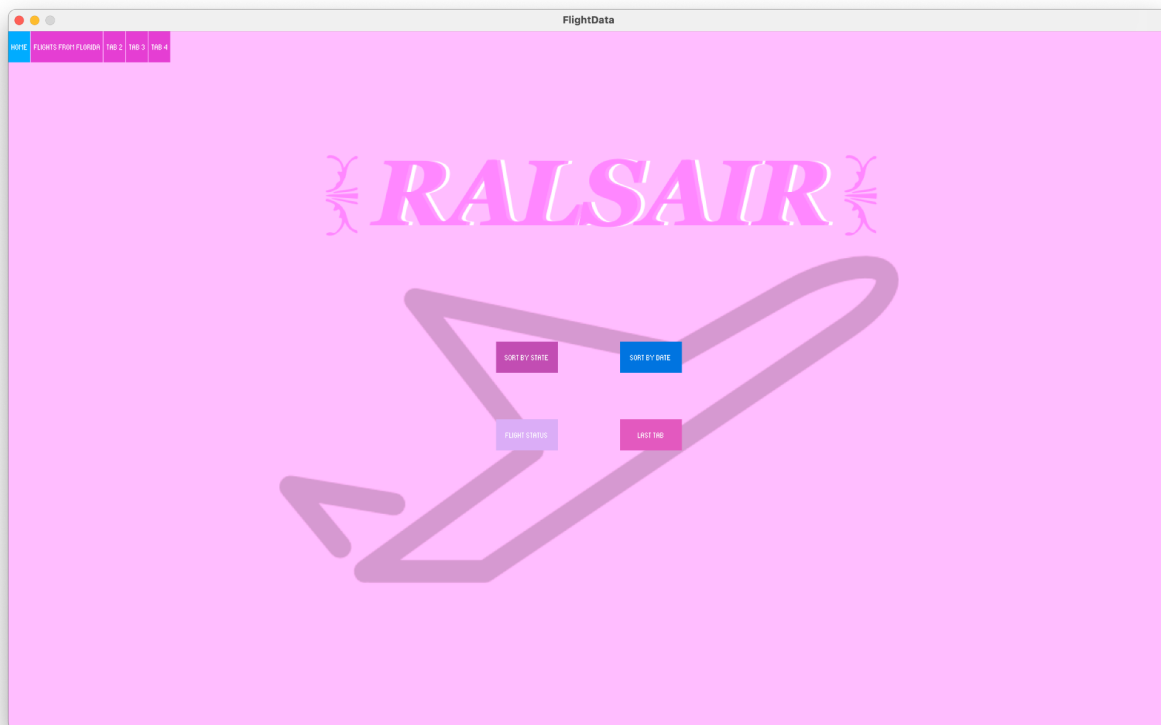 FlightData
HOME FLIGHTS FROM FLORIDA TAB 2 TAB 3 TAB 4
RALSAIR
SORT BY STATE SORT BY DATE
FLIGHT STATUS LAST TAB